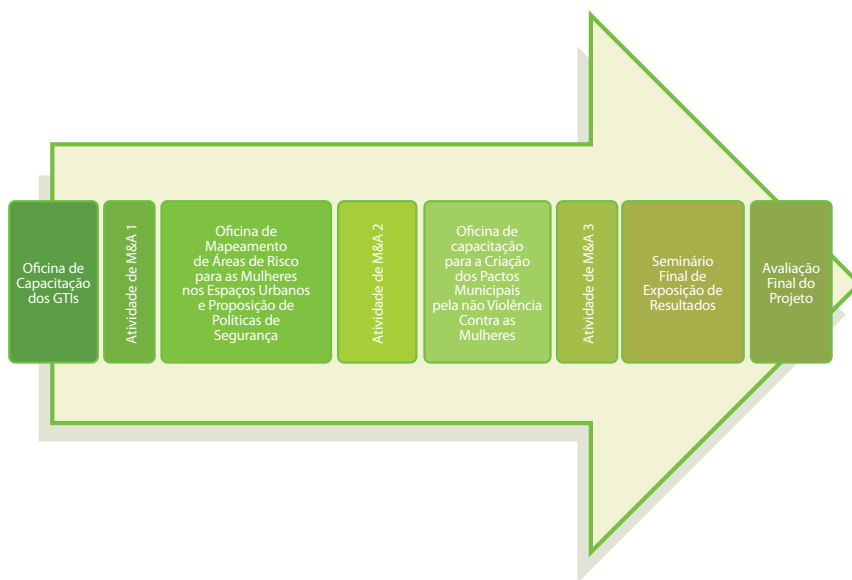 Oficina de
Capacitação
dos GTIs
Atividade de M&A 1
Oficina de
Mapeamento
de Áreas de Risco
para as Mulheres
nos Espaços Urbanos
e Proposição de
Políticas de
Segurança
Atividade de M&A 2
Oficina de
capacitação
para a Criação
dos Pactos
Municipais
pela não Violência
Contra as
Mulheres
Atividade de M&A 3
Seminário
Final de
Exposição de
Resultados
Avaliação
Final do
Projeto